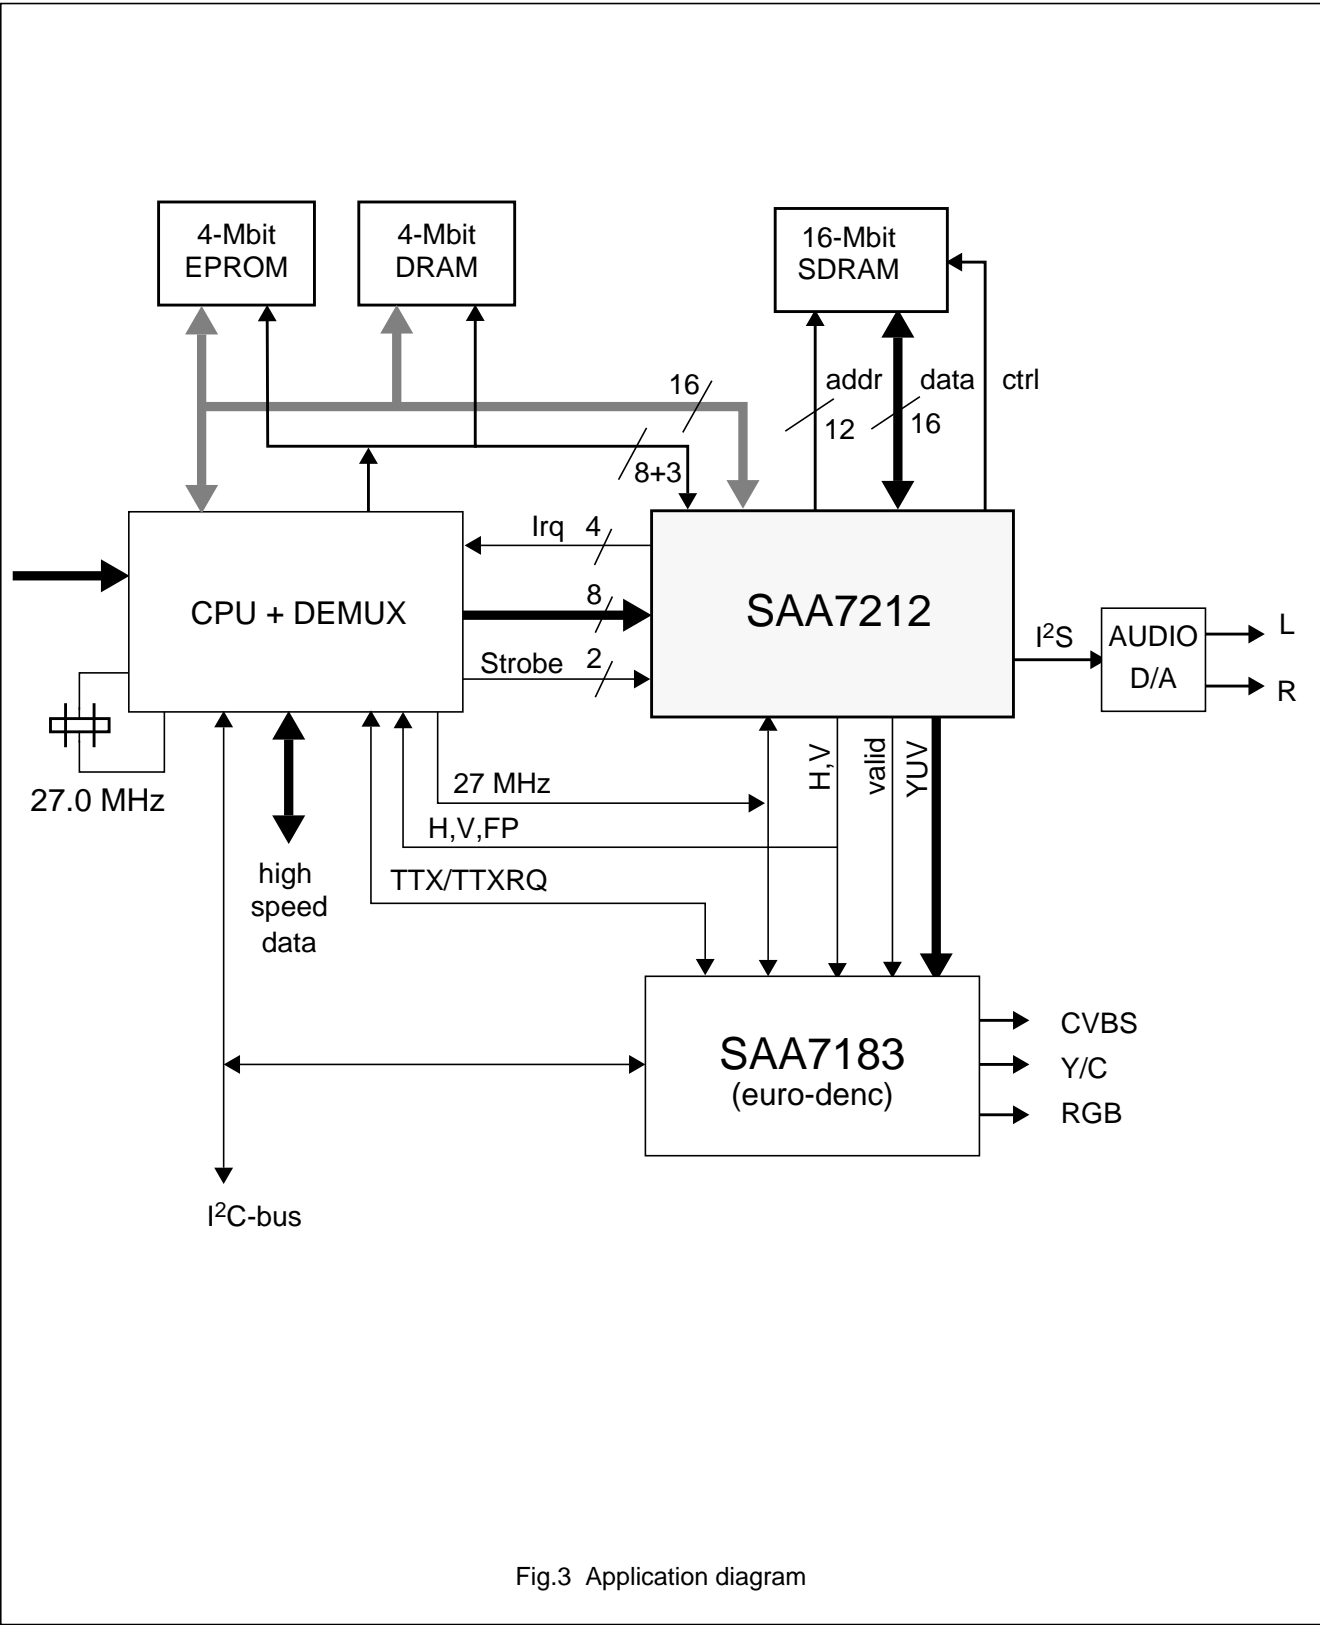 4-Mbit
EPROM
4-Mbit
DRAM
16-Mbit
SDRAM
16
addr
data
ctrl
12
16
8+3
Irq 4
CPU + DEMUX
8
SAA7212
Strobe 2
I²S
AUDIO
D/A
L
R
27.0 MHz
27 MHz
H,V
valid
YUV
H,V,FP
TTX/TTXRQ
high
speed
data
SAA7183
(euro-denc)
CVBS
Y/C
RGB
I²C-bus
Fig.3 Application diagram